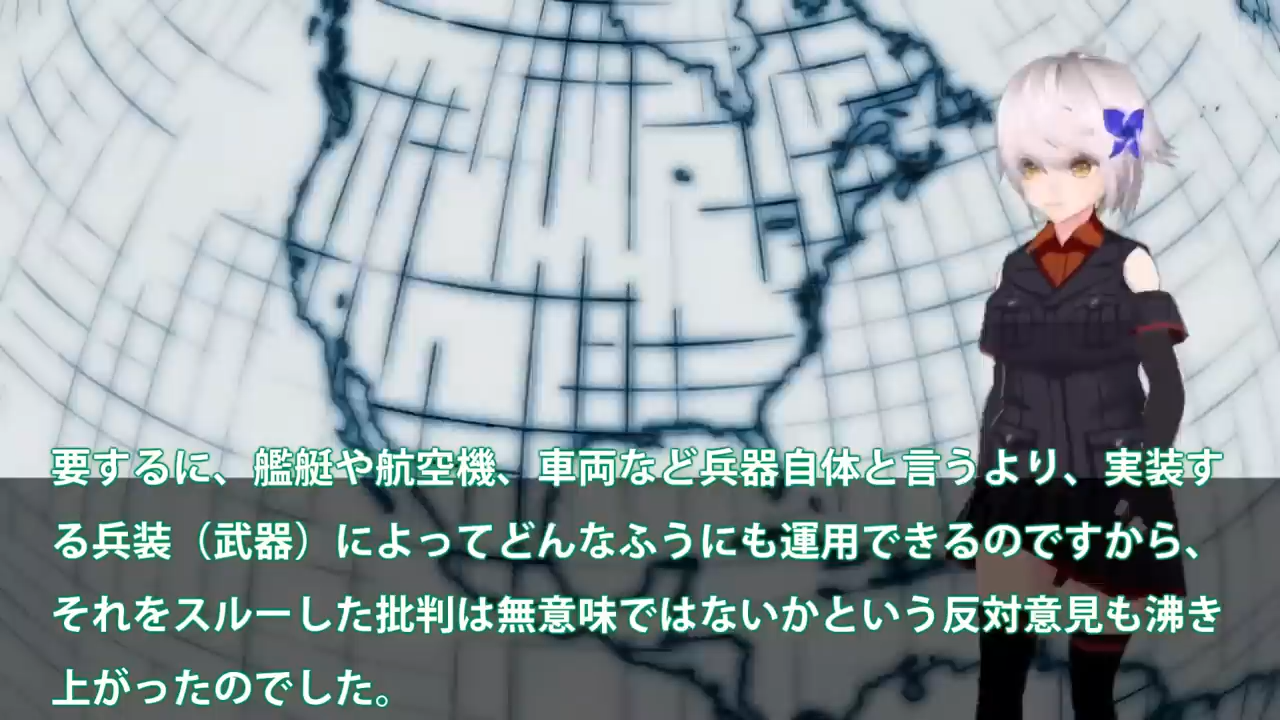 要するに、艦艇や航空機、車両など兵器自体と言うより、実装す
る兵装（武器）によってどんなふうにも運用できるのですから、
それをスルーした批判は無意味ではないかという反対意見も沸き
上がったのでした。